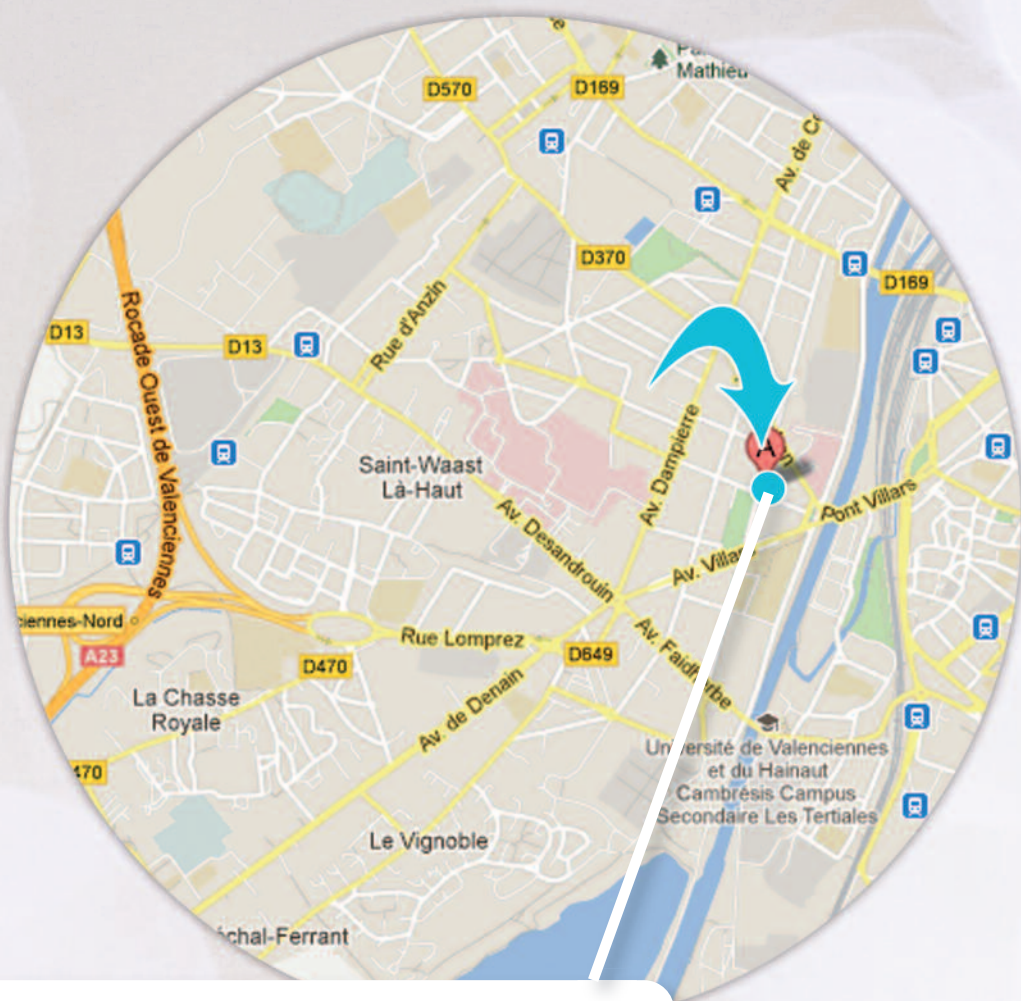 Mathieu
D570
D169
Av. de Co
D370
D169
Rue d'Anzin
D13
D13
Rocade Ouest de Valenciennes
Av. Dampierre
A
Saint-Waast
Là-Haut
Pont Villars
Av. Desandrouin
Av. Villars
ciennes-Nord
Rue Lomprez
Av. Faidherbe
A23
D470
D649
La Chasse
Royale
Av. de Denain
Université de Valenciennes
et du Hainaut
Cambrésis Campus
Secondaire Les Tertiales
470
Le Vignoble
échal-Ferrant